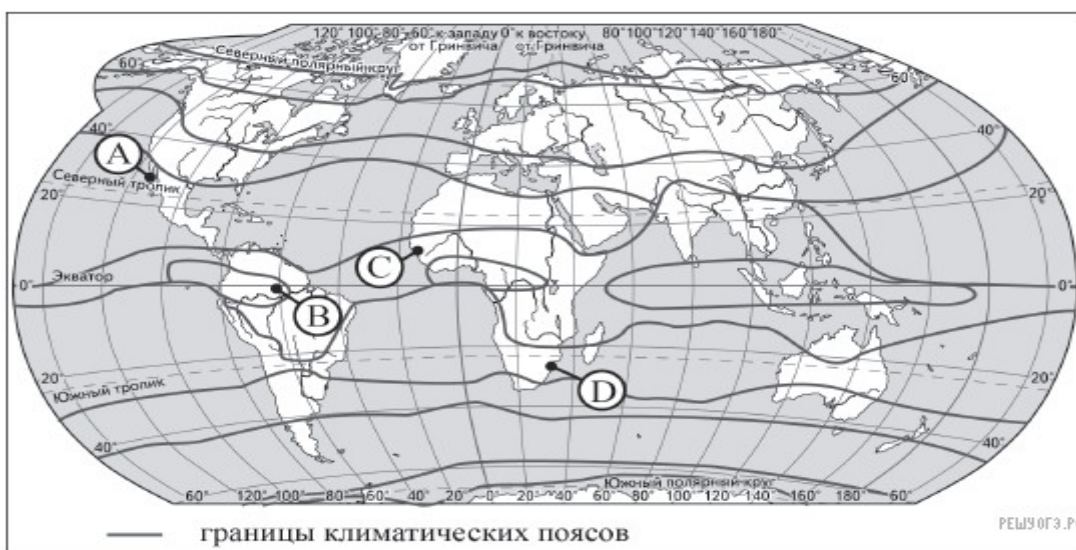 120° 100° 80° 60° к западу 0° к востоку 80° 100° 120° 140° 160° 180°
от Гринвича от Гринвича
Северный полярный круг
60° 60°
40° 40°
A
Северный тропик
20° 20°
C
Экватор
0° 0°
B
D
20° 20°
Южный тропик
40° 40°
Южный полярный круг
60° 120° 100° 80° 60° 40° 20 0° 20° 40° 60° 80° 100° 120° 140° 160° 180° 60°
границы климатических поясов
РЕШУОГЭ.РФ